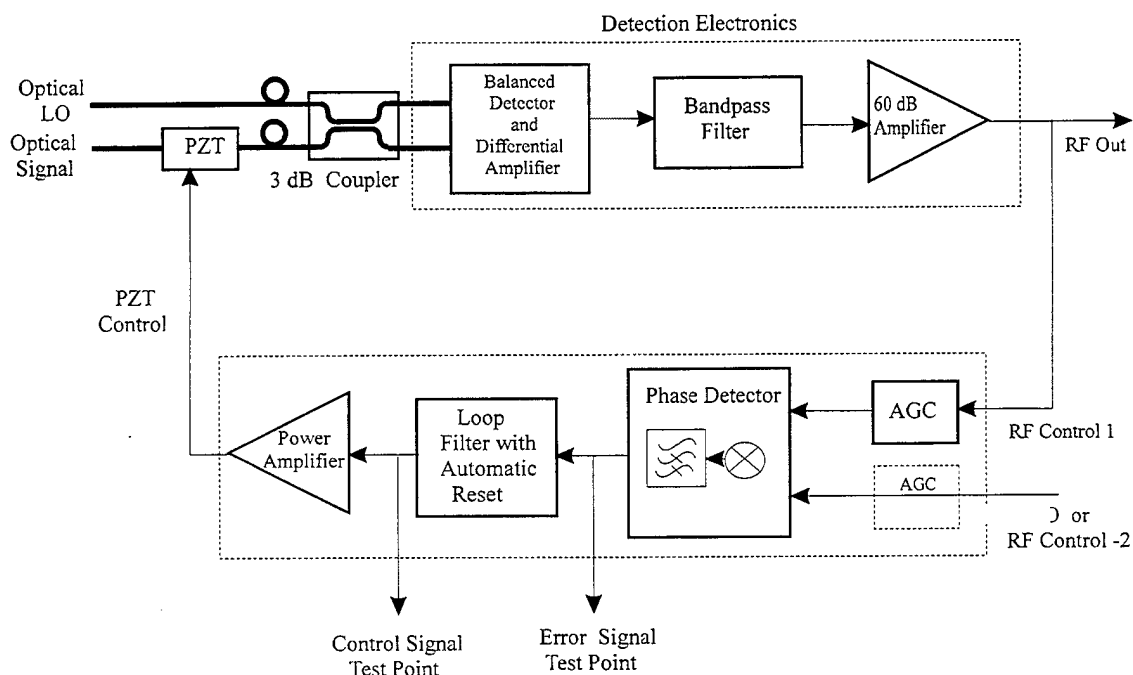 Detection Electronics
Optical
LO
Optical
Signal
PZT
3 dB Coupler
Balanced
Detector
and
Differential
Amplifier
Bandpass
Filter
60 dB
Amplifier
RF Out
PZT
Control
Power
Amplifier
Loop
Filter with
Automatic
Reset
Phase Detector
AGC
RF Control 1
AGC
or
RF Control -2
Control Signal
Test Point
Error Signal
Test Point